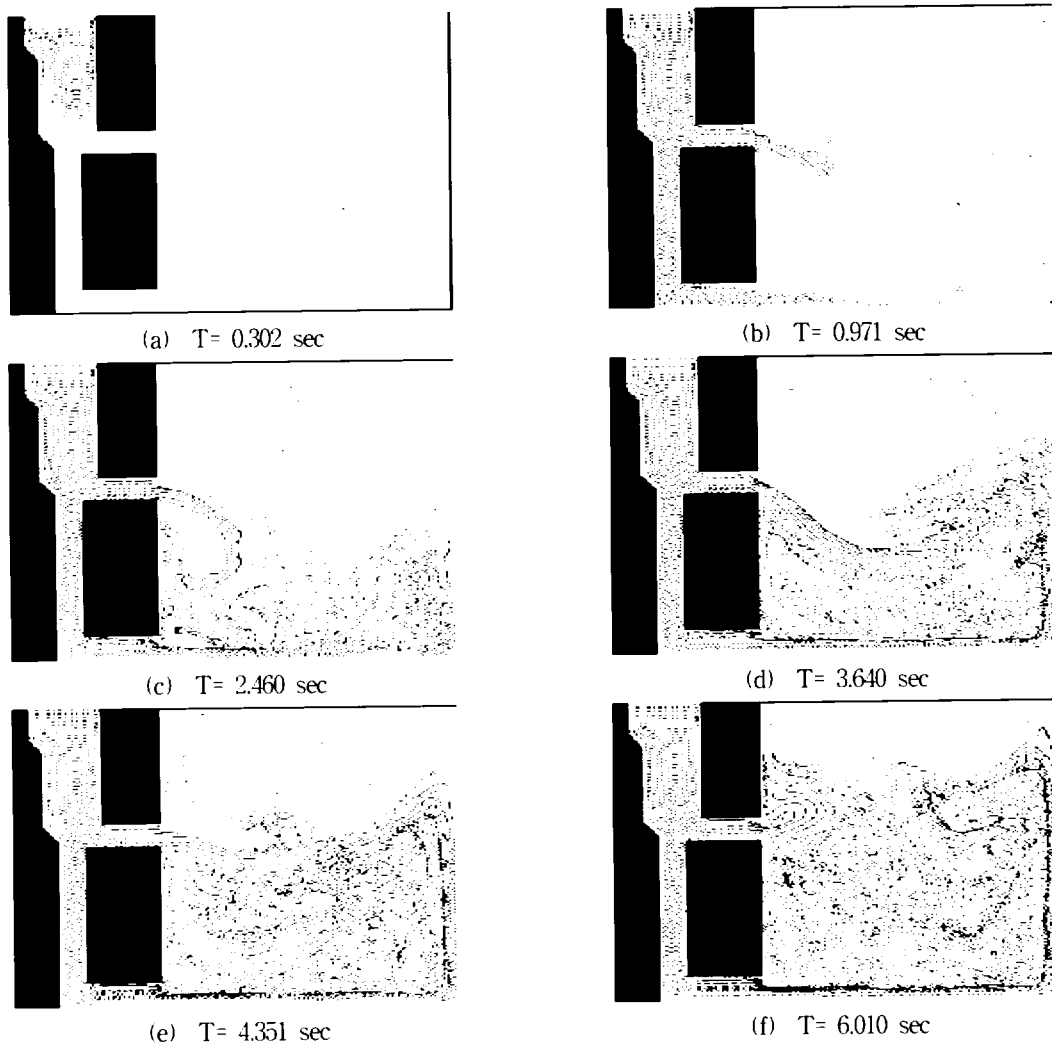 (a) T= 0.302 sec
(b) T= 0.971 sec
(c) T= 2.460 sec
(d) T= 3.640 sec
(e) T= 4.351 sec
(f) T= 6.010 sec